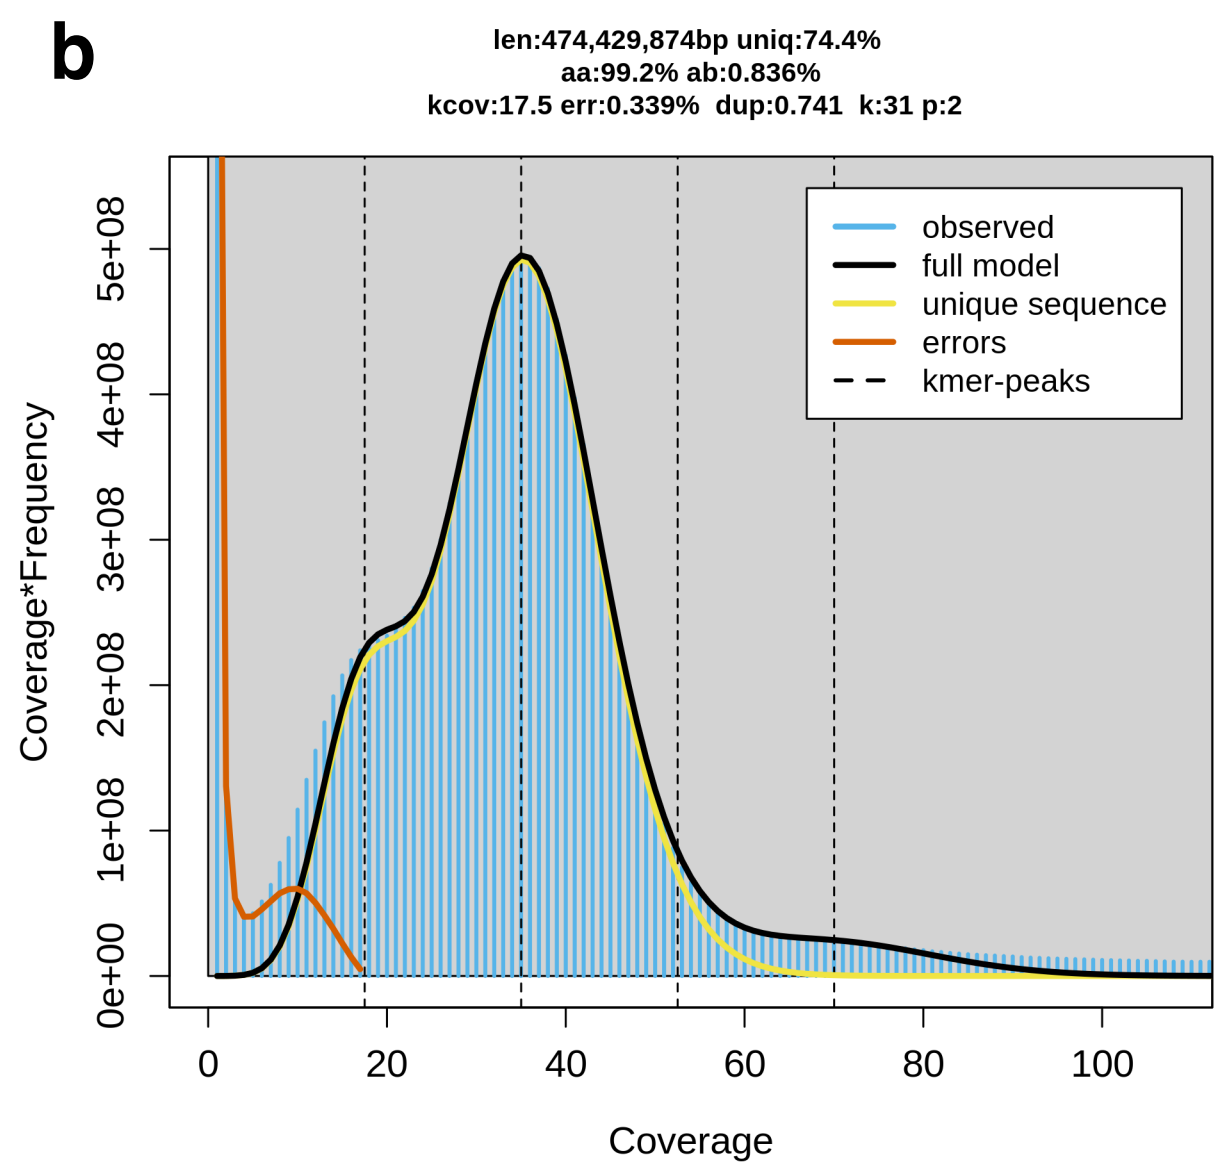 b
len:474,429,874bp uniq:74.4%
aa:99.2% ab:0.836%
kcov:17.5 err:0.339%  dup:0.741  k:31 p:2
observed
full model
unique sequence
errors
kmer-peaks
Coverage*Frequency
5e+08
4e+08
3e+08
2e+08
1e+08
0e+00
0 20 40 60 80 100
Coverage